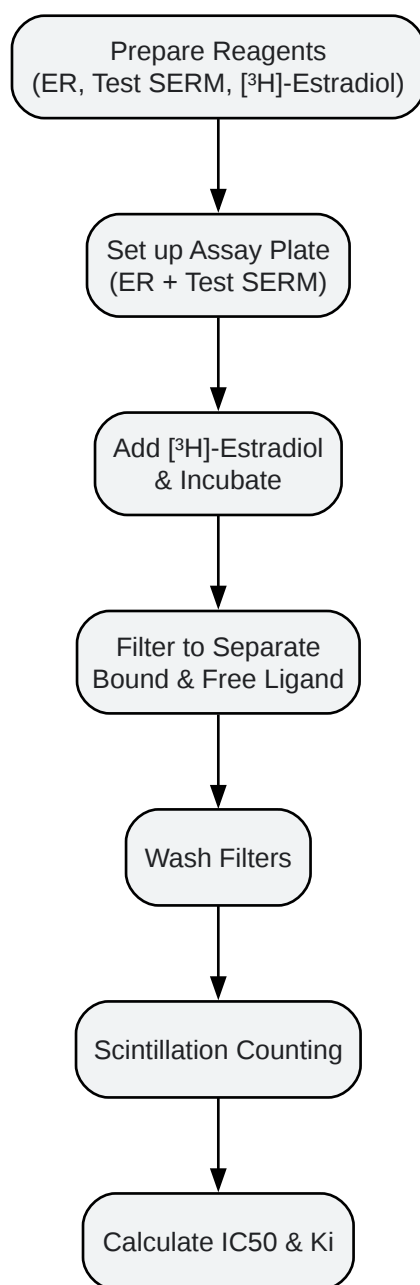 Prepare Reagents
(ER, Test SERM, [³H]-Estradiol)
Set up Assay Plate
(ER + Test SERM)
Add [³H]-Estradiol
& Incubate
Filter to Separate
Bound & Free Ligand
Wash Filters
Scintillation Counting
Calculate IC50 & Ki